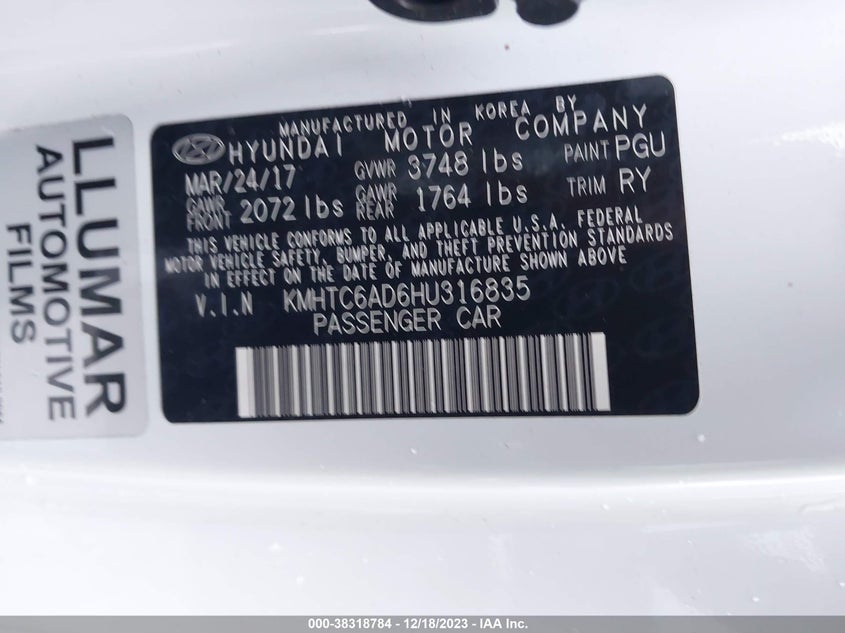 MANUFACTURED IN KOREA BY
HYUNDAI MOTOR COMPANY
MAR/24/17 GVWR 3748 lbs PAINT PGU
GAWR FRONT 2072 lbs GAWR REAR 1764 lbs TRIM RY
THIS VEHICLE CONFORMS TO ALL APPLICABLE U.S.A. FEDERAL
MOTOR VEHICLE SAFETY, BUMPER, AND THEFT PREVENTION STANDARDS
IN EFFECT ON THE DATE OF MANUFACTURE SHOWN ABOVE
V.I.N KMHTC6AD6HU316835
PASSENGER CAR
LLUMAR
AUTOMOTIVE
FILMS
000-38318784 - 12/18/2023 - IAA Inc.